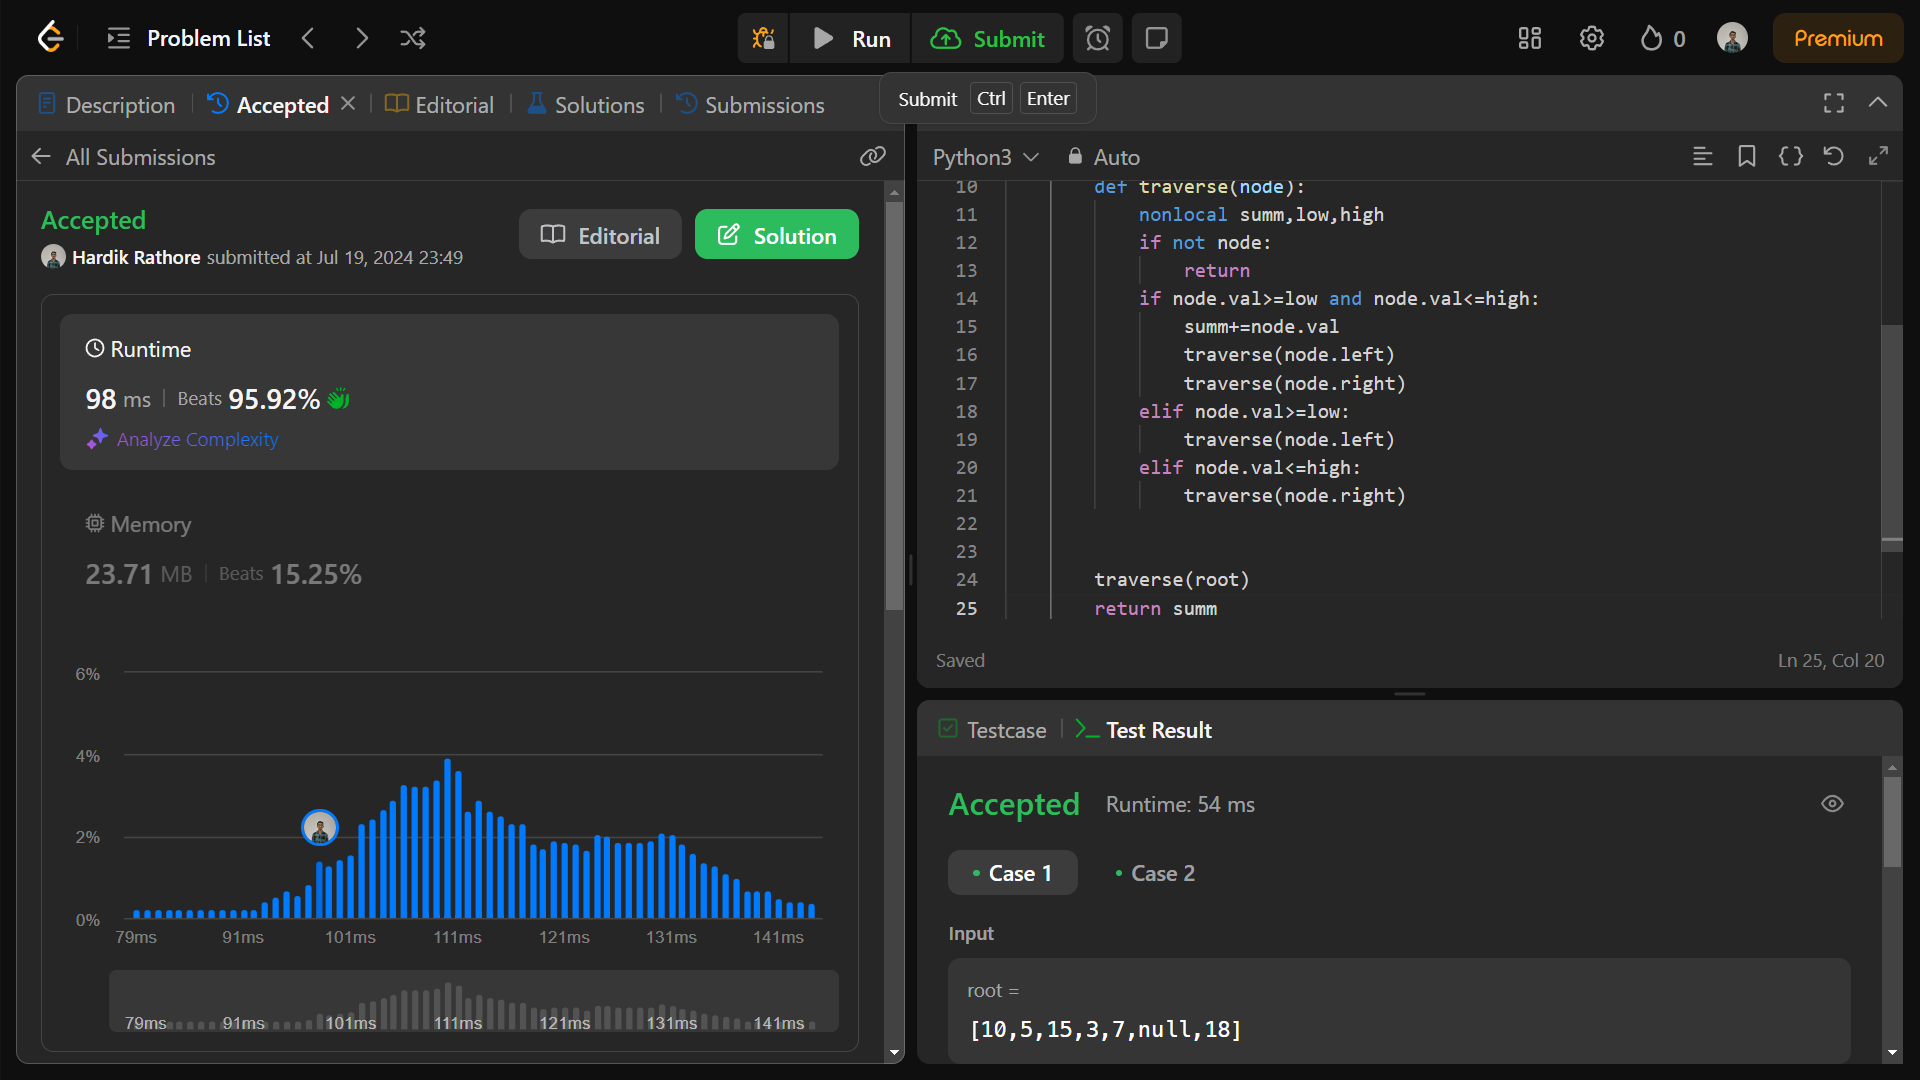 Problem List
Run
Submit
0
Premium
Description
Accepted
Editorial
Solutions
Submissions
Submit Ctrl Enter
All Submissions
Accepted
Hardik Rathore submitted at Jul 19, 2024 23:49
Editorial
Solution
Runtime
98 ms | Beats 95.92%
Analyze Complexity
Memory
23.71 MB | Beats 15.25%
6%
4%
2%
0%
79ms 91ms 101ms 111ms 121ms 131ms 141ms
79ms 91ms 101ms 111ms 121ms 131ms 141ms
Python3
Auto
10 def traverse(node):
11 nonlocal summ,low,high
12 if not node:
13 return
14 if node.val>=low and node.val<=high:
15 summ+=node.val
16 traverse(node.left)
17 traverse(node.right)
18 elif node.val>=low:
19 traverse(node.left)
20 elif node.val<=high:
21 traverse(node.right)
22
23
24 traverse(root)
25 return summ
Saved
Ln 25, Col 20
Testcase
Test Result
Accepted
Runtime: 54 ms
Case 1
Case 2
Input
root =
[10,5,15,3,7,null,18]